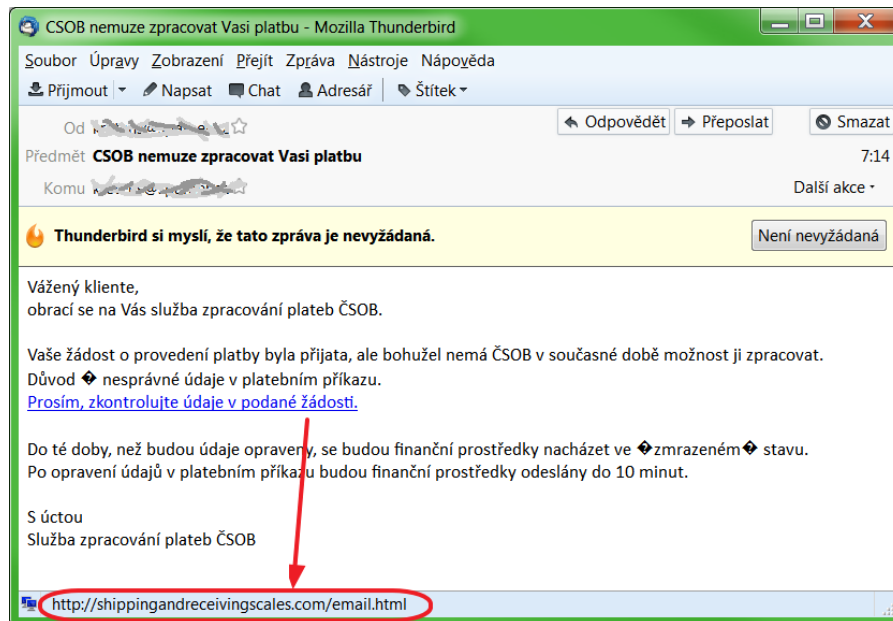 CSOB nemuze zpracovat Vasi platbu - Mozilla Thunderbird
Soubor Úpravy Zobrazení Přejít Zpráva Nástroje Nápověda
Přijmout Napsat Chat Adresář Štítek
Od Odpovědět Přeposlat Smazat
Předmět CSOB nemuze zpracovat Vasi platbu 7:14
Komu Další akce
Thunderbird si myslí, že tato zpráva je nevyžádaná. Není nevyžádaná
Vážený kliente,
obrací se na Vás služba zpracování plateb ČSOB.
Vaše žádost o provedení platby byla přijata, ale bohužel nemá ČSOB v současné době možnost ji zpracovat.
Důvod � nesprávné údaje v platebním příkazu.
Prosím, zkontrolujte údaje v podané žádosti.
Do té doby, než budou údaje opraveny, se budou finanční prostředky nacházet ve �zmrazeném� stavu.
Po opravení údajů v platebním příkazu budou finanční prostředky odeslány do 10 minut.
S úctou
Služba zpracování plateb ČSOB
http://shippingandreceivingscales.com/email.html